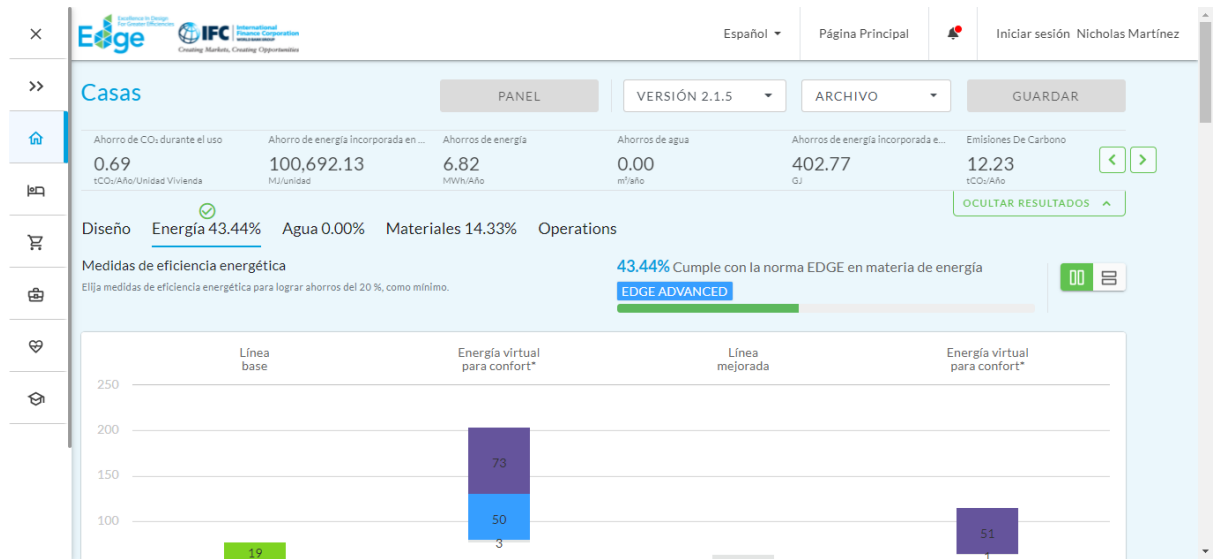 Excellence in Design
For Greater Efficiencies
Edge
IFC International
Finance Corporation
WORLD BANK GROUP
Creating Markets, Creating Opportunities
Español
Página Principal
Iniciar sesión Nicholas Martínez
Casas
PANEL
VERSIÓN 2.1.5
ARCHIVO
GUARDAR
Ahorro de CO₂ durante el uso
0.69
tCO₂/Año/Unidad Vivienda
Ahorro de energía incorporada en ...
100,692.13
MJ/unidad
Ahorro de energía
6.82
MWh/Año
Ahorros de agua
0.00
m³/año
Ahorros de energía incorporada e...
402.77
GJ
Emisiones De Carbono
12.23
tCO₂/Año
OCULTAR RESULTADOS
Diseño Energía 43.44% Agua 0.00% Materiales 14.33% Operations
Medidas de eficiencia energética
Elija medidas de eficiencia energética para lograr ahorros del 20 %, como mínimo.
43.44% Cumple con la norma EDGE en materia de energía
EDGE ADVANCED
Línea
base
Energía virtual
para confort*
Línea
mejorada
Energía virtual
para confort*
250
200
150
100
73
50
3
19
51
1